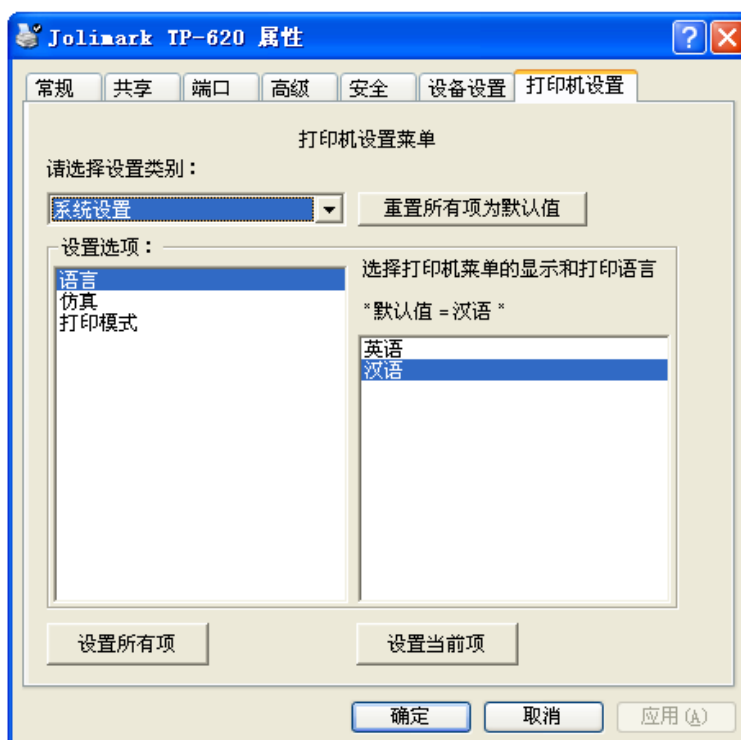 Jolimark TP-620 属性
常规 共享 端口 高级 安全 设备设置 打印机设置
打印机设置菜单
请选择设置类别：
系统设置 重置所有项为默认值
设置选项：
选择打印机菜单的显示和打印语言
*默认值 =汉语 *
语言
仿真
打印模式
英语
汉语
设置所有项 设置当前项
确定 取消 应用(A)